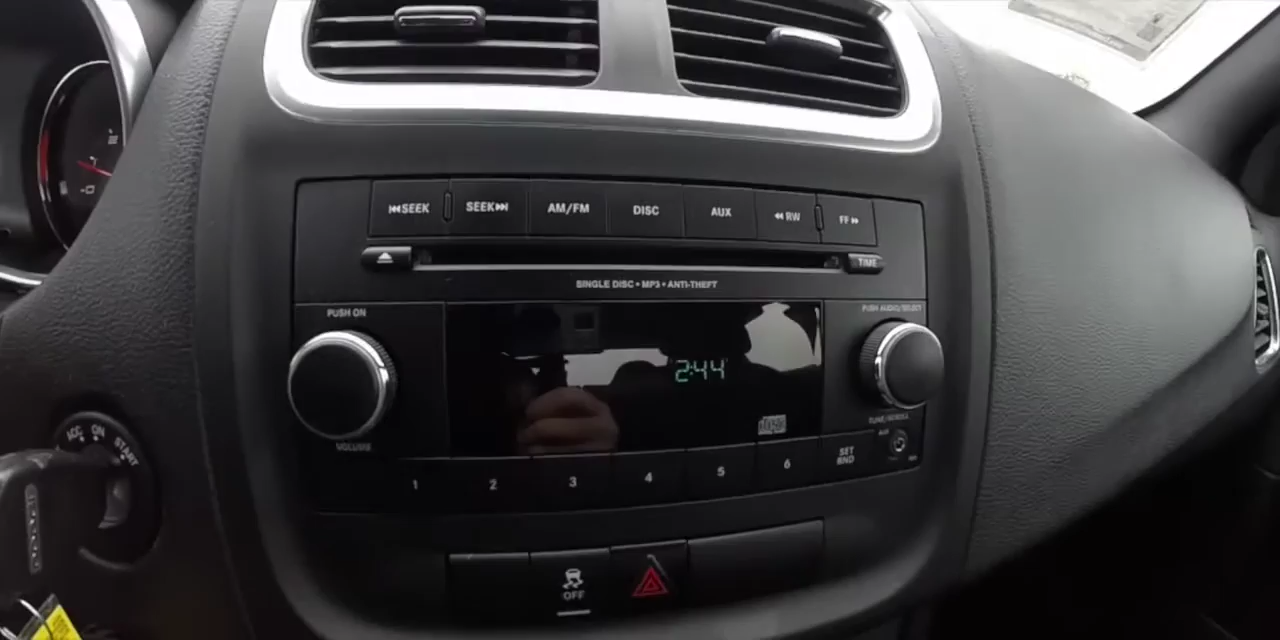 SEEK
SEEK
AM/FM
DISC
AUX
RW
FF
TIME
SINGLE DISC • MP3 • ANTI-THEFT
PUSH ON
PUSH AUDIO/SELECT
2:44
VOLUME
TUNE/SCROLL
AUX
1
2
3
4
5
6
SET
RND
ACC
ON
START
OFF